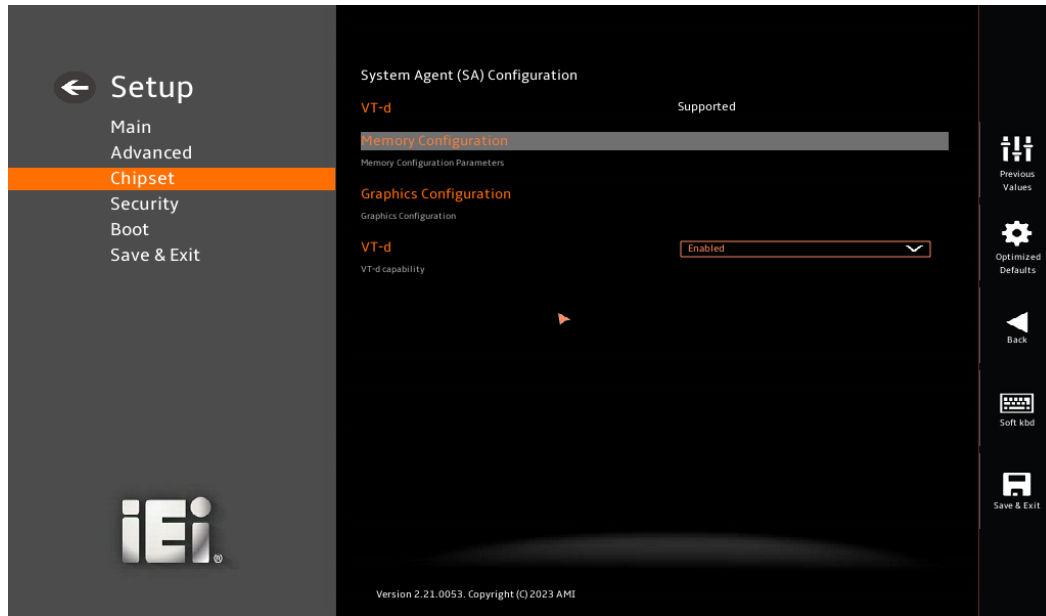 Setup
Main
Advanced
Chipset
Security
Boot
Save & Exit
iEi®
System Agent (SA) Configuration
VT-d Supported
Memory Configuration
Memory Configuration Parameters
Graphics Configuration
Graphics Configuration
VT-d Enabled
VT-d capability
Version 2.21.0053. Copyright (C) 2023 AMI
Previous
Values
Optimized
Defaults
Back
Soft kbd
Save & Exit